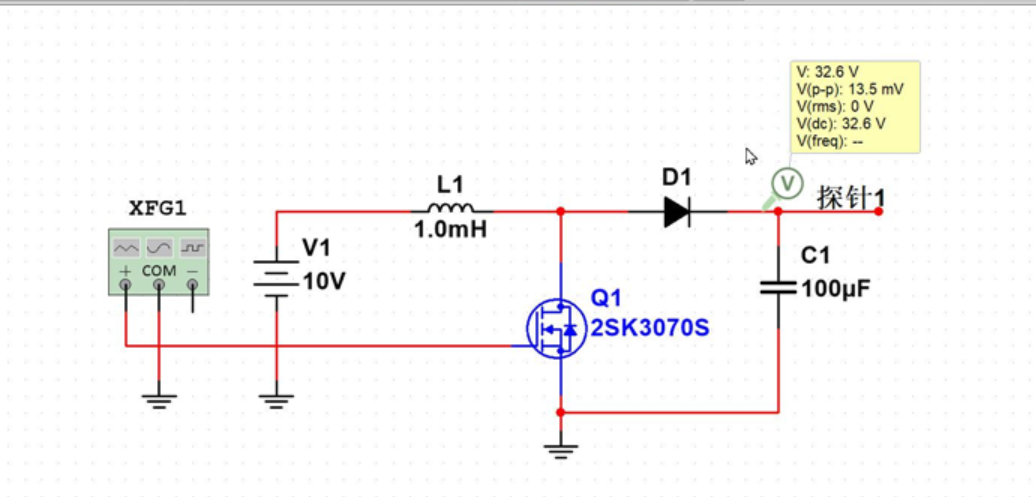 V: 32.6 V
V(p-p): 13.5 mV
V(rms): 0 V
V(dc): 32.6 V
V(freq): --
V
探针1
XFG1
+ COM −
V1
10V
L1
1.0mH
D1
Q1
2SK3070S
C1
100µF